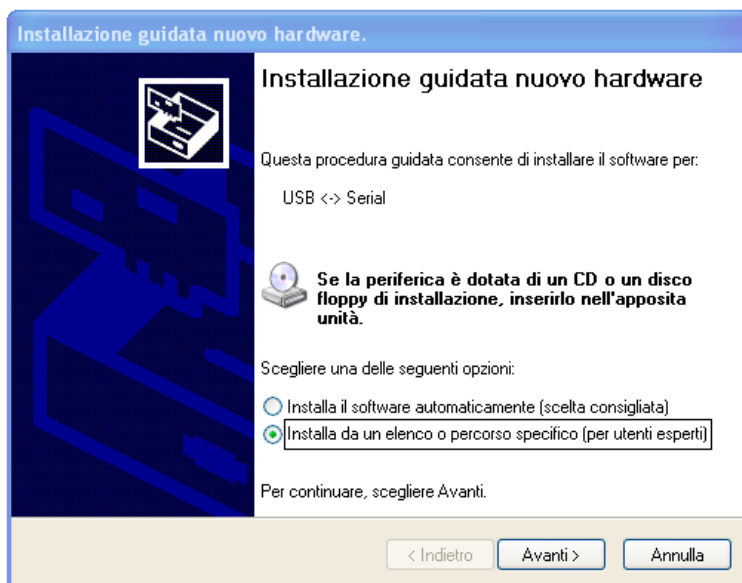 Installazione guidata nuovo hardware.
Installazione guidata nuovo hardware
Questa procedura guidata consente di installare il software per:
USB <-> Serial
Se la periferica è dotata di un CD o un disco
floppy di installazione, inserirlo nell'apposita
unità.
Scegliere una delle seguenti opzioni:
Installa il software automaticamente (scelta consigliata)
Installa da un elenco o percorso specifico (per utenti esperti)
Per continuare, scegliere Avanti.
< Indietro Avanti > Annulla